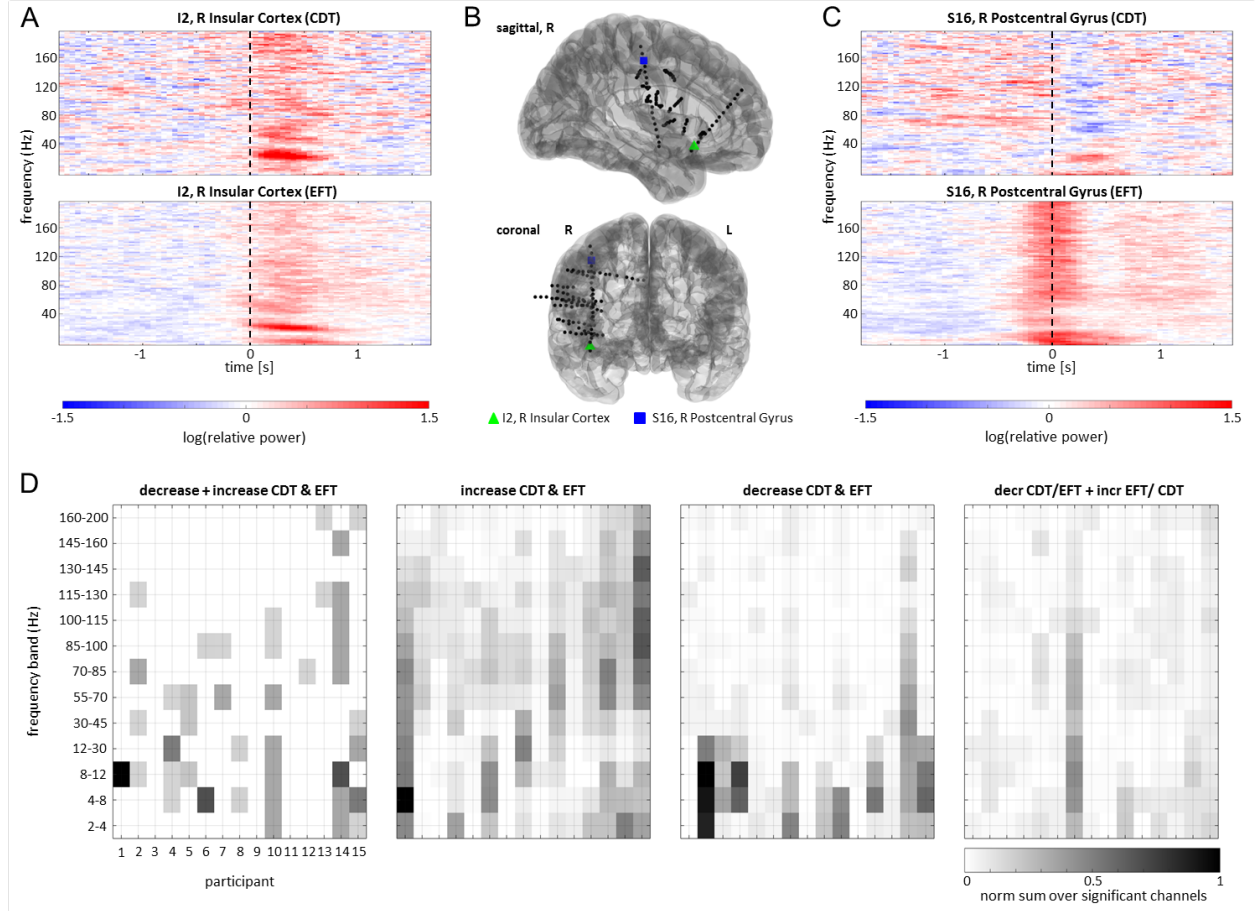 A
I2, R Insular Cortex (CDT)
160
120
80
40
I2, R Insular Cortex (EFT)
160
120
80
40
frequency (Hz)
-1 0 1
time [s]
-1.5 0 1.5
log(relative power)
B
sagittal, R
coronal R L
I2, R Insular Cortex S16, R Postcentral Gyrus
C
S16, R Postcentral Gyrus (CDT)
160
120
80
40
S16, R Postcentral Gyrus (EFT)
160
120
80
40
frequency (Hz)
-1 0 1
time [s]
-1.5 0 1.5
log(relative power)
D
decrease + increase CDT & EFT
increase CDT & EFT
decrease CDT & EFT
decr CDT/EFT + incr EFT/ CDT
frequency band (Hz)
160-200
145-160
130-145
115-130
100-115
85-100
70-85
55-70
30-45
12-30
8-12
4-8
2-4
1 2 3 4 5 6 7 8 9 10 11 12 13 14 15
participant
0 0.5 1
norm sum over significant channels